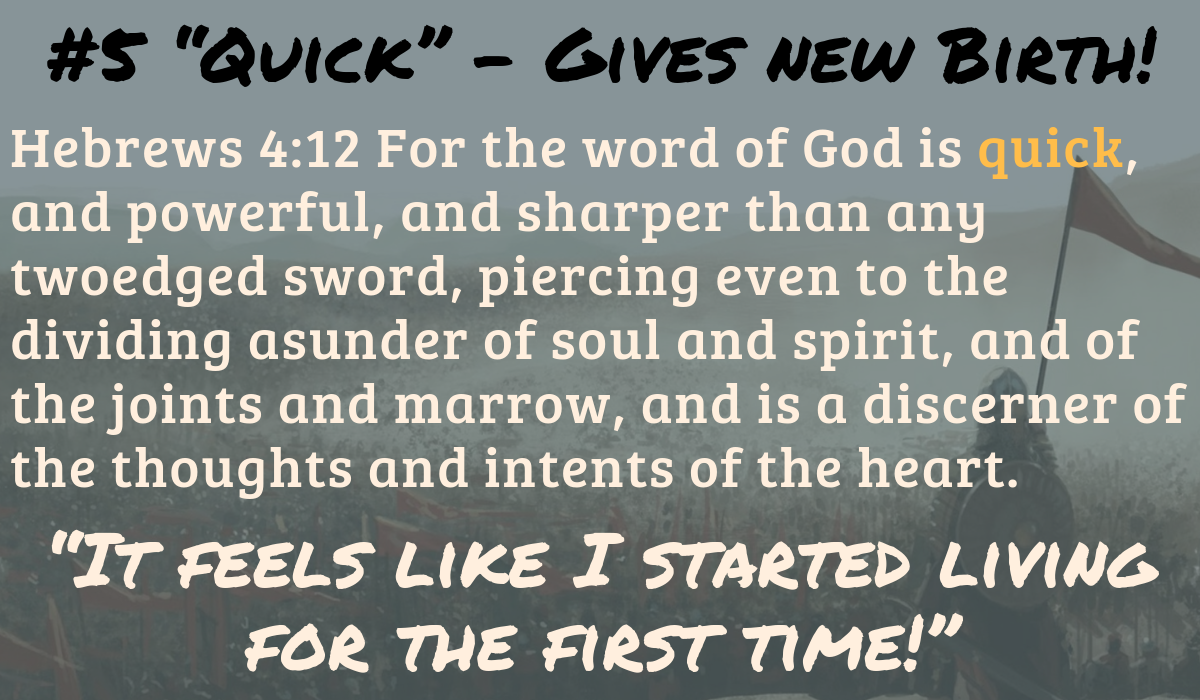 #5 “Quick” – Gives new Birth!
Hebrews 4:12 For the word of God is quick,
and powerful, and sharper than any
twoedged sword, piercing even to the
dividing asunder of soul and spirit, and of
the joints and marrow, and is a discerner of
the thoughts and intents of the heart.
“It feels like I started living
for the first time!”